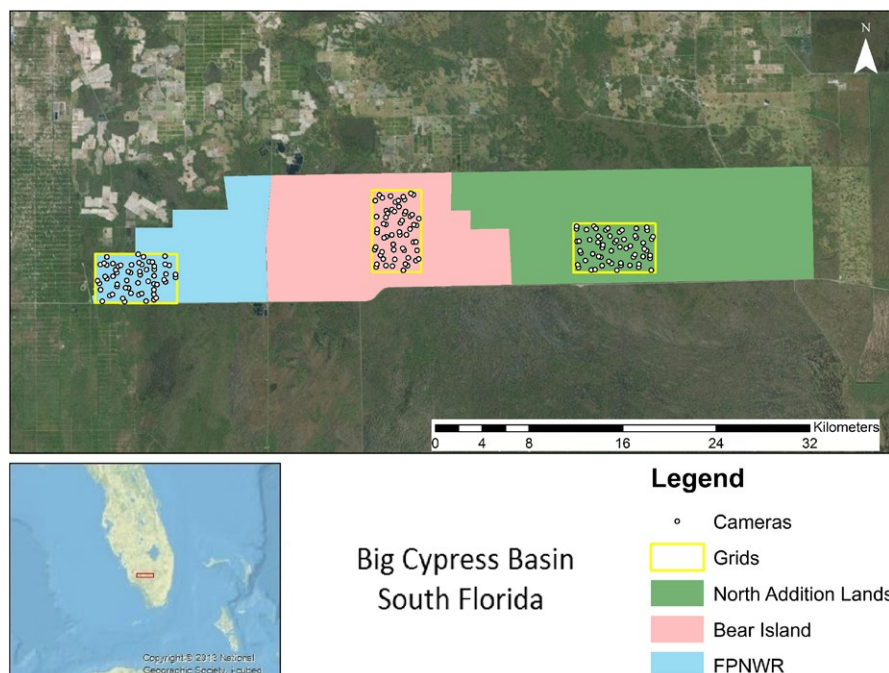 N
Kilometers
0 4 8 16 24 32
Big Cypress Basin
South Florida
Copyright © 2013 National
Geographic Society, i-cubed
Legend
Cameras
Grids
North Addition Lands
Bear Island
FPNWR